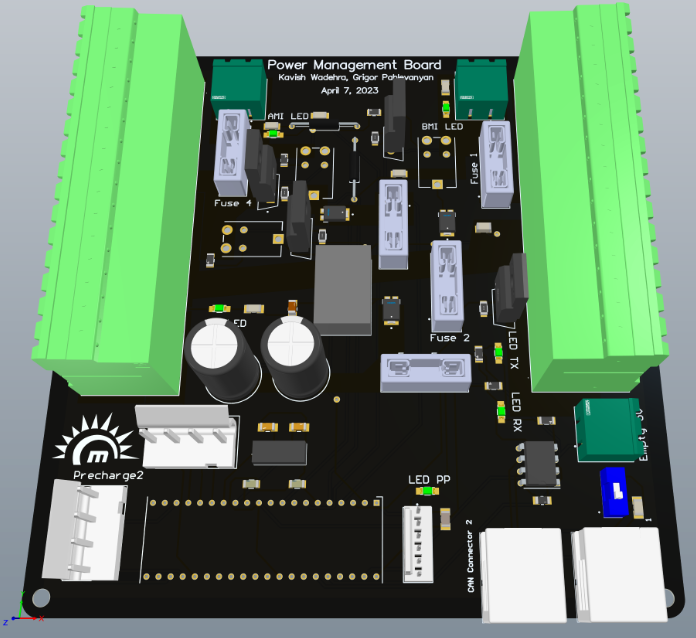 Power Management Board
Kavish Wadehra, Grigor Pahlevanyan
April 7, 2023
AMI LED
BMI LED
Fuse 1
Fuse 4
Fuse 2
LED TX
LED RX
m
Precharge2
LED PP
CAN Connector 2
1
z
x